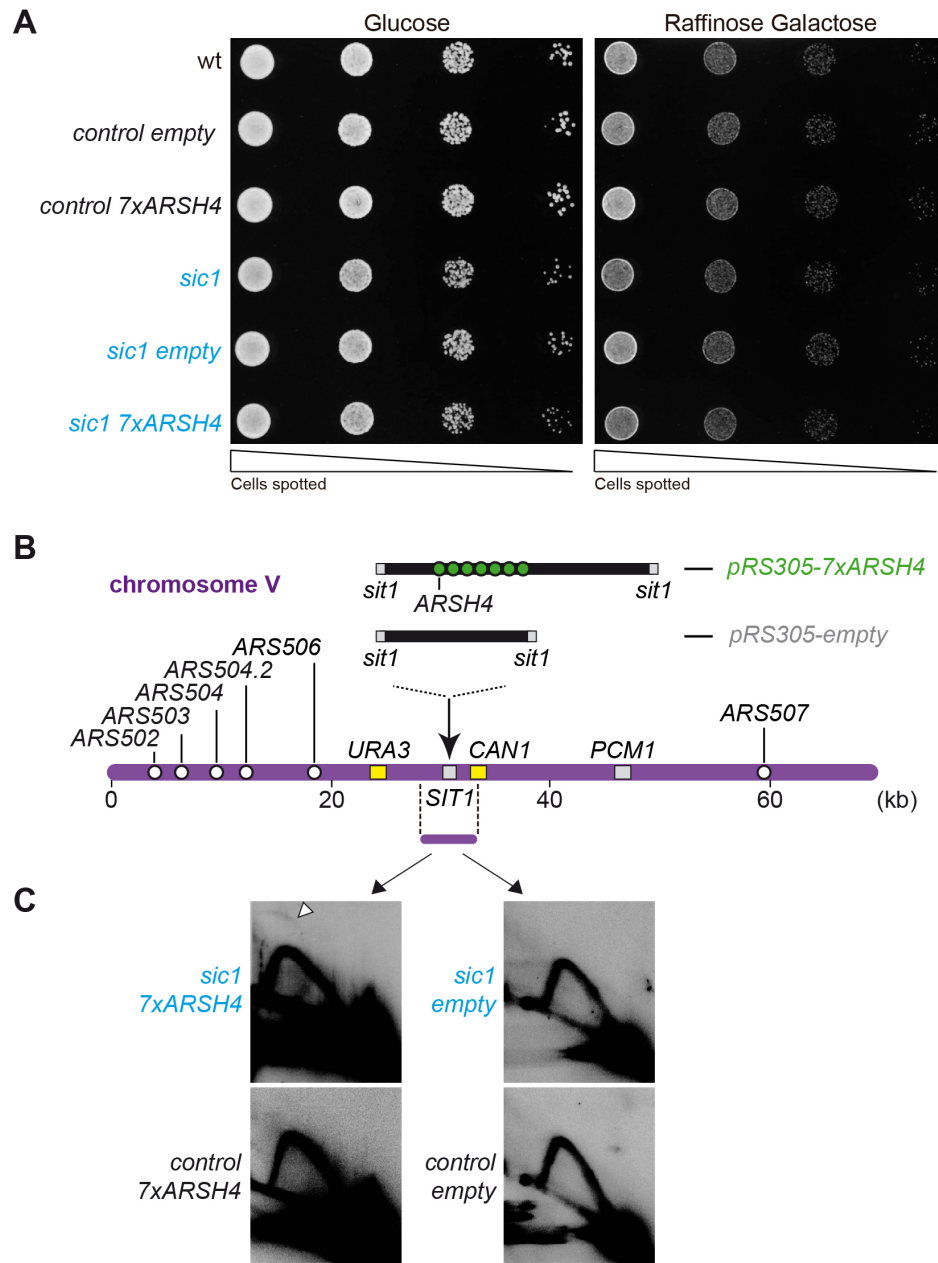 A
Glucose
Raffinose Galactose
wt
control empty
control 7xARSH4
sic1
sic1 empty
sic1 7xARSH4
Cells spotted
Cells spotted
B
chromosome V
sit1
sit1
ARSH4
pRS305-7xARSH4
sit1
sit1
pRS305-empty
ARS506
ARS504.2
ARS504
ARS503
ARS502
URA3
CAN1
PCM1
ARS507
SIT1
0
20
40
60
(kb)
C
sic1
7xARSH4
sic1
empty
control
7xARSH4
control
empty